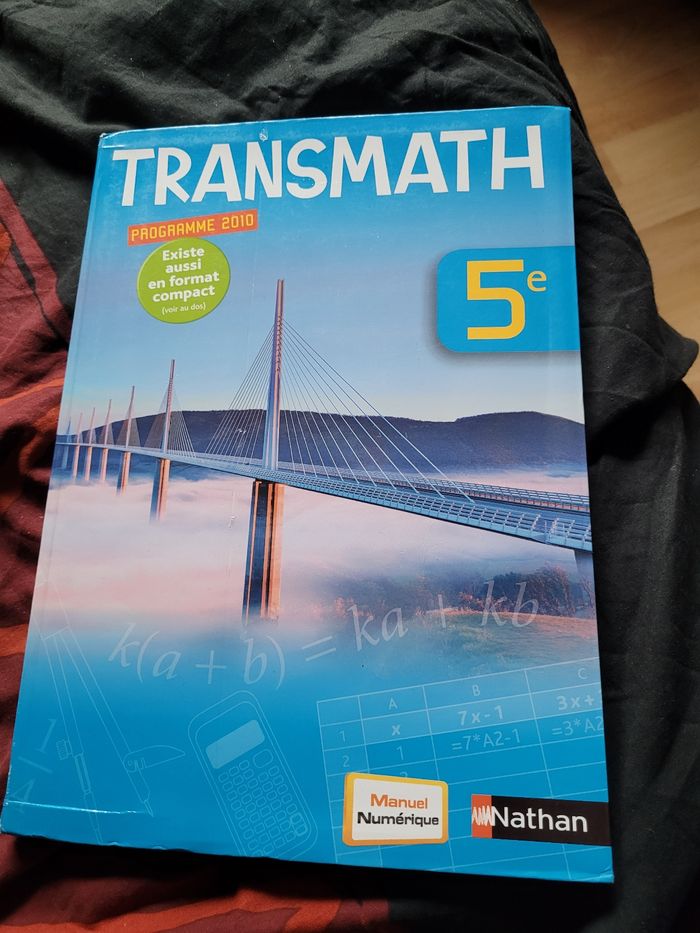 TRANSMATH
PROGRAMME 2010
Existe
aussi
en format
compact
(voir au dos)
5e
k(a + b) = ka + kb
A B C
1 x 7x-1 3x+
2 1 =7*A2-1 =3*A2
Manuel
Numérique
Nathan